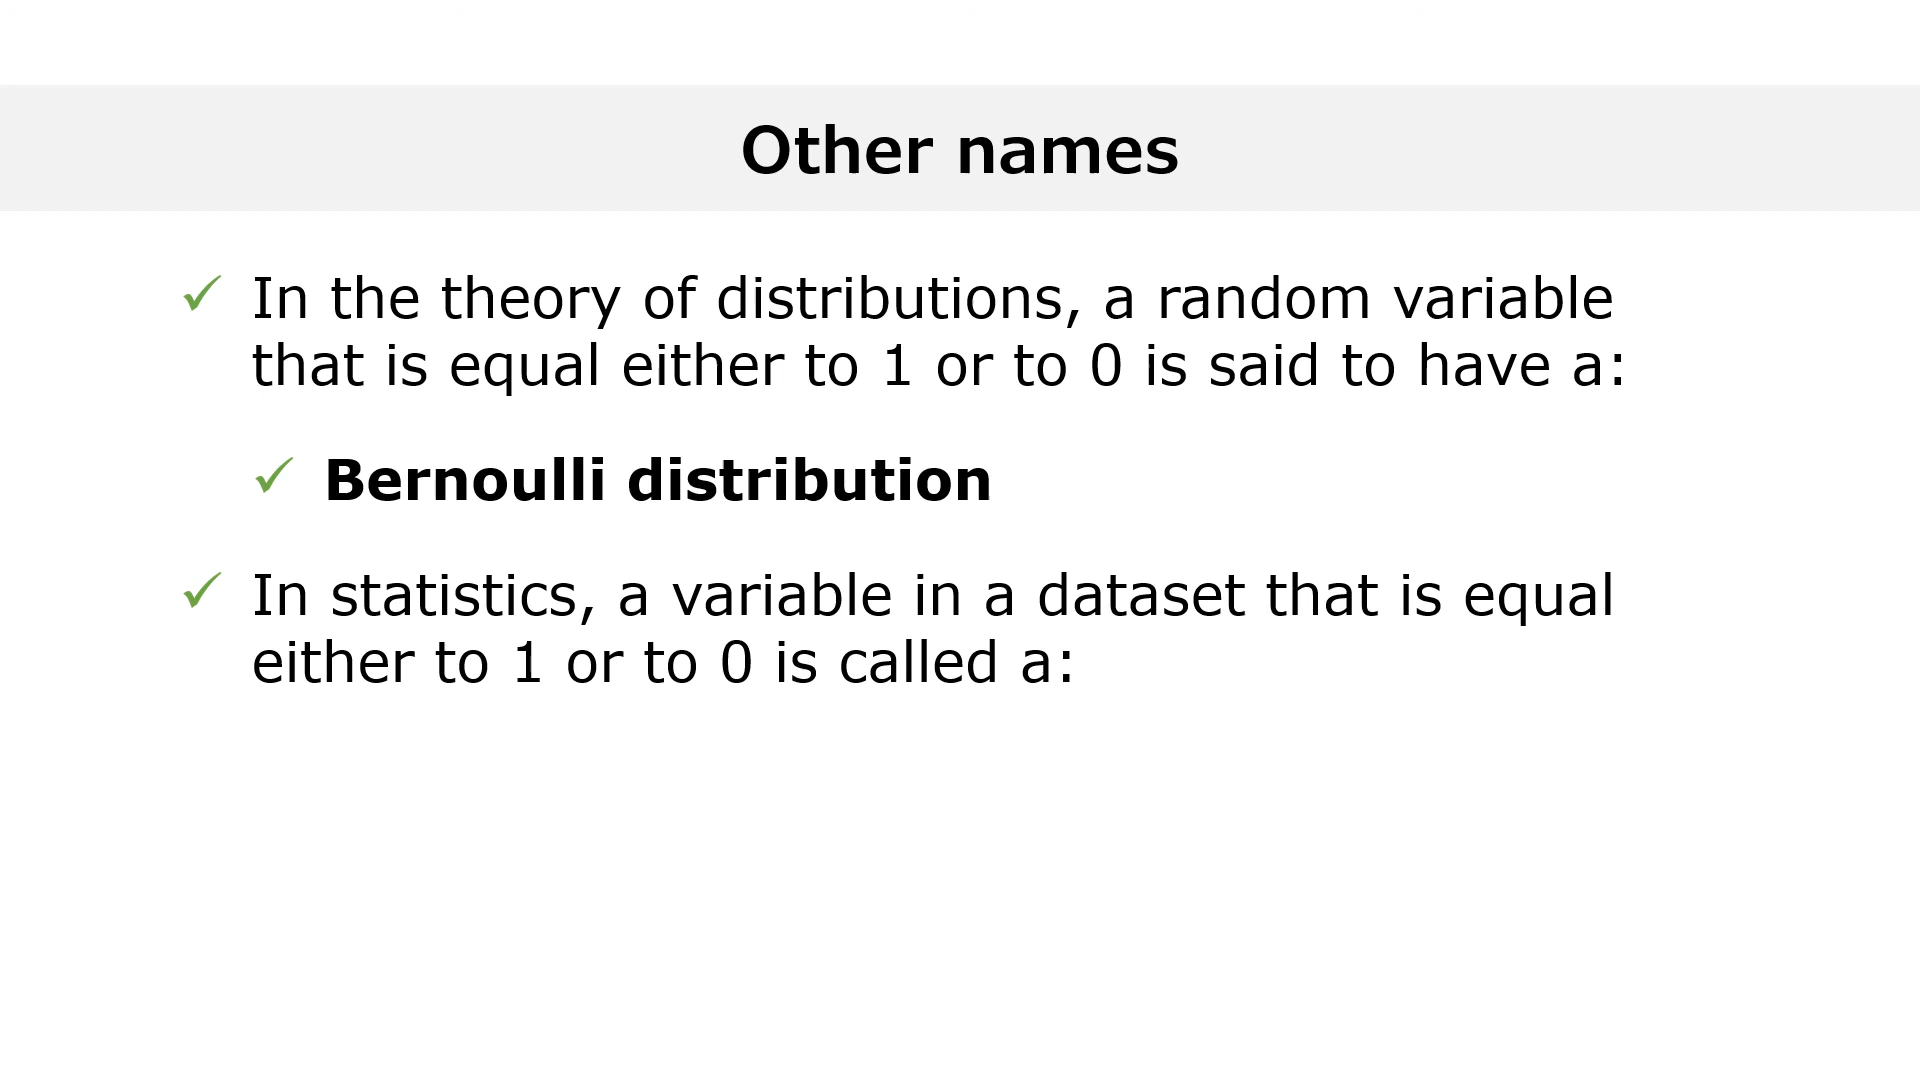 Other names
In the theory of distributions, a random variable
that is equal either to 1 or to 0 is said to have a:
Bernoulli distribution
In statistics, a variable in a dataset that is equal
either to 1 or to 0 is called a: